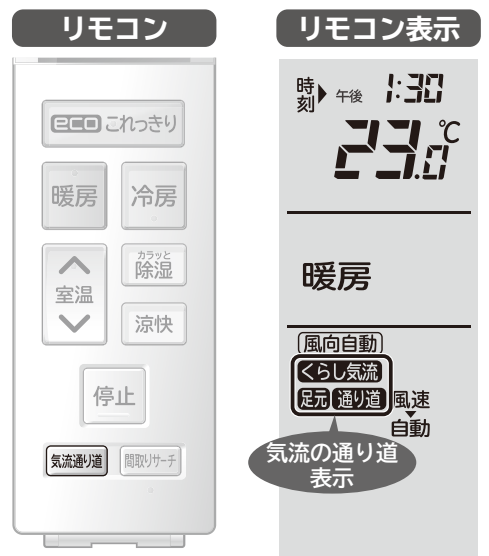 リモコン
eco これっきり
暖房
冷房
室温
カラッと
除湿
涼快
停止
気流通り道
間取りサーチ
リモコン表示
時刻 午後 1:30
23.0℃
暖房
風向自動
くらし気流
足元 通り道
風速
自動
気流の通り道
表示